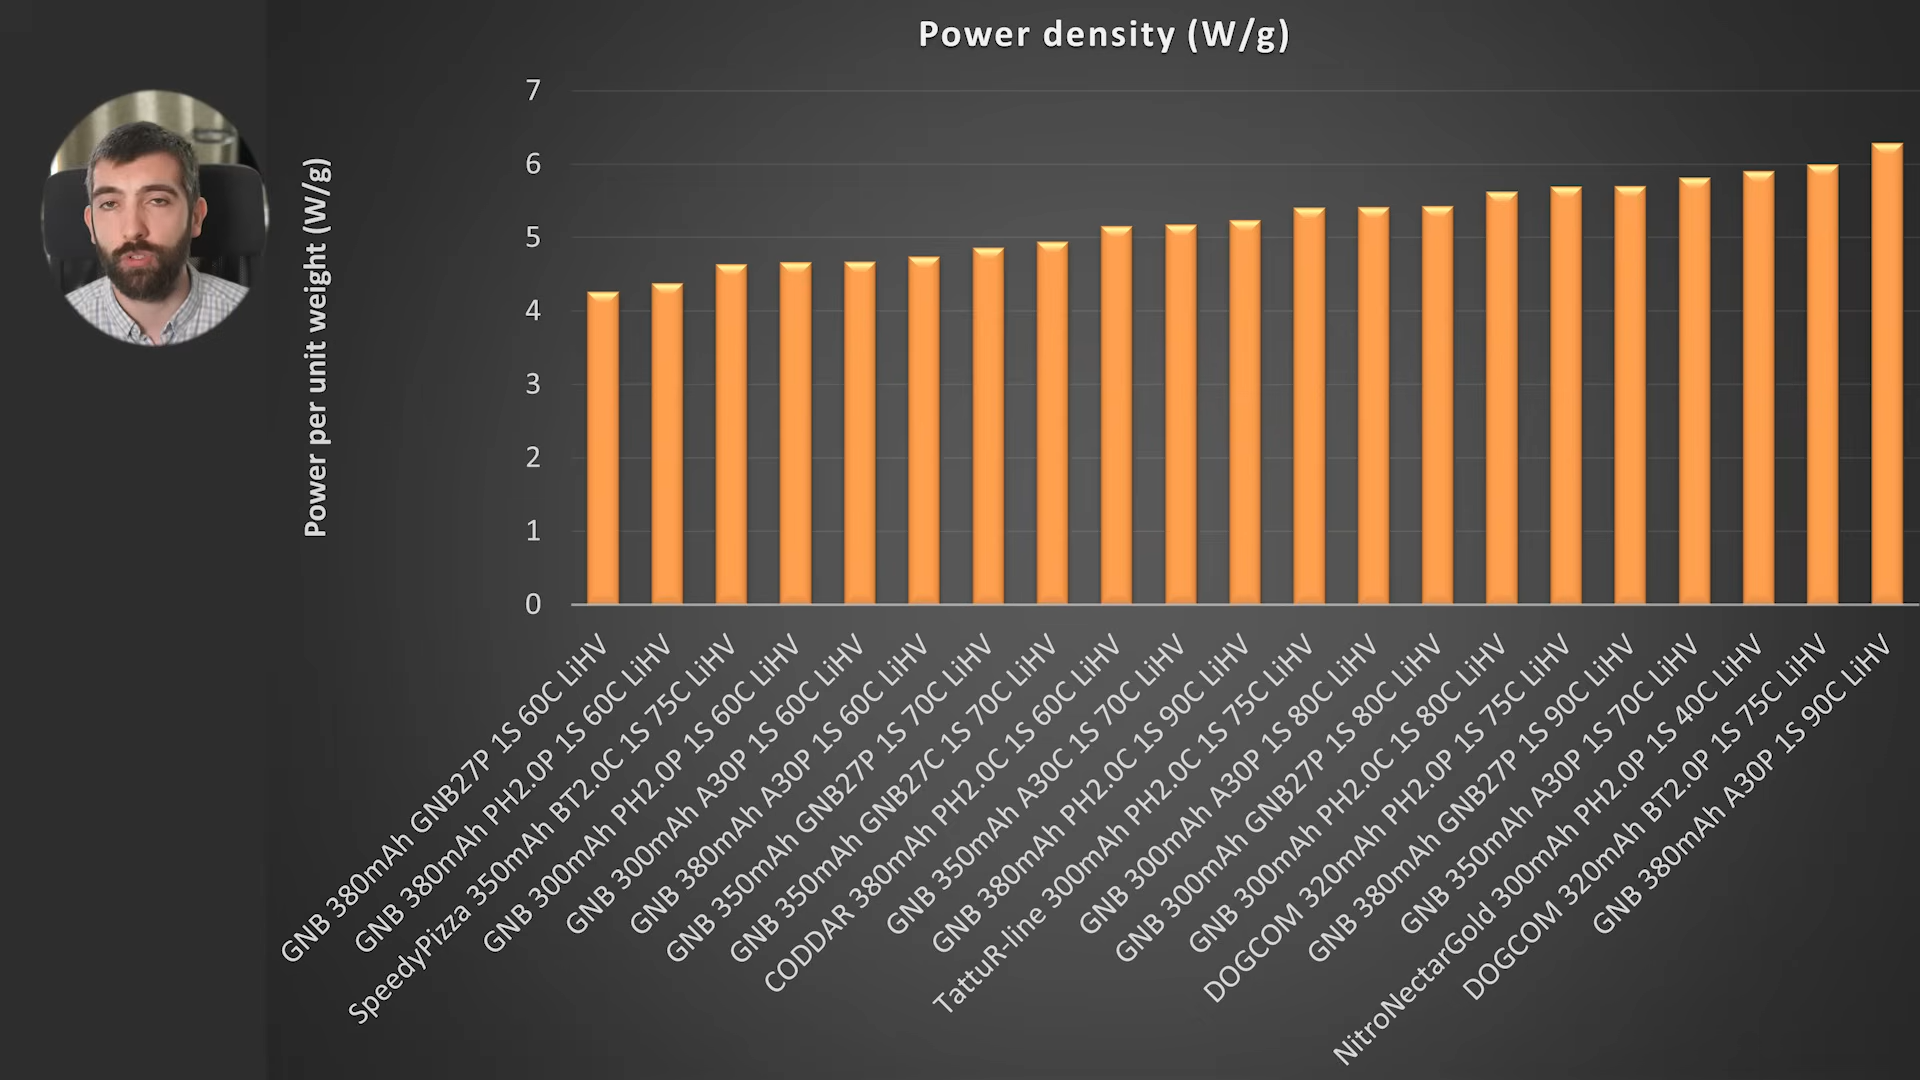 Power density (W/g)
Power per unit weight (W/g)
7
6
5
4
3
2
1
0
GNB 380mAh GNB27P 1S 60C LiHV
GNB 380mAh PH2.0P 1S 60C LiHV
SpeedyPizza 350mAh BT2.0C 1S 75C LiHV
GNB 300mAh PH2.0P 1S 60C LiHV
GNB 300mAh A30P 1S 60C LiHV
GNB 380mAh A30P 1S 60C LiHV
GNB 350mAh GNB27P 1S 70C LiHV
GNB 350mAh GNB27C 1S 70C LiHV
CODDAR 380mAh PH2.0C 1S 60C LiHV
GNB 350mAh A30C 1S 70C LiHV
GNB 380mAh PH2.0C 1S 90C LiHV
TattuR-line 300mAh PH2.0C 1S 75C LiHV
GNB 300mAh A30P 1S 80C LiHV
GNB 300mAh GNB27P 1S 80C LiHV
GNB 300mAh PH2.0C 1S 80C LiHV
DOGCOM 320mAh PH2.0P 1S 75C LiHV
GNB 380mAh GNB27P 1S 90C LiHV
GNB 350mAh A30P 1S 70C LiHV
NitroNectarGold 300mAh PH2.0P 1S 40C LiHV
DOGCOM 320mAh BT2.0P 1S 75C LiHV
GNB 380mAh A30P 1S 90C LiHV